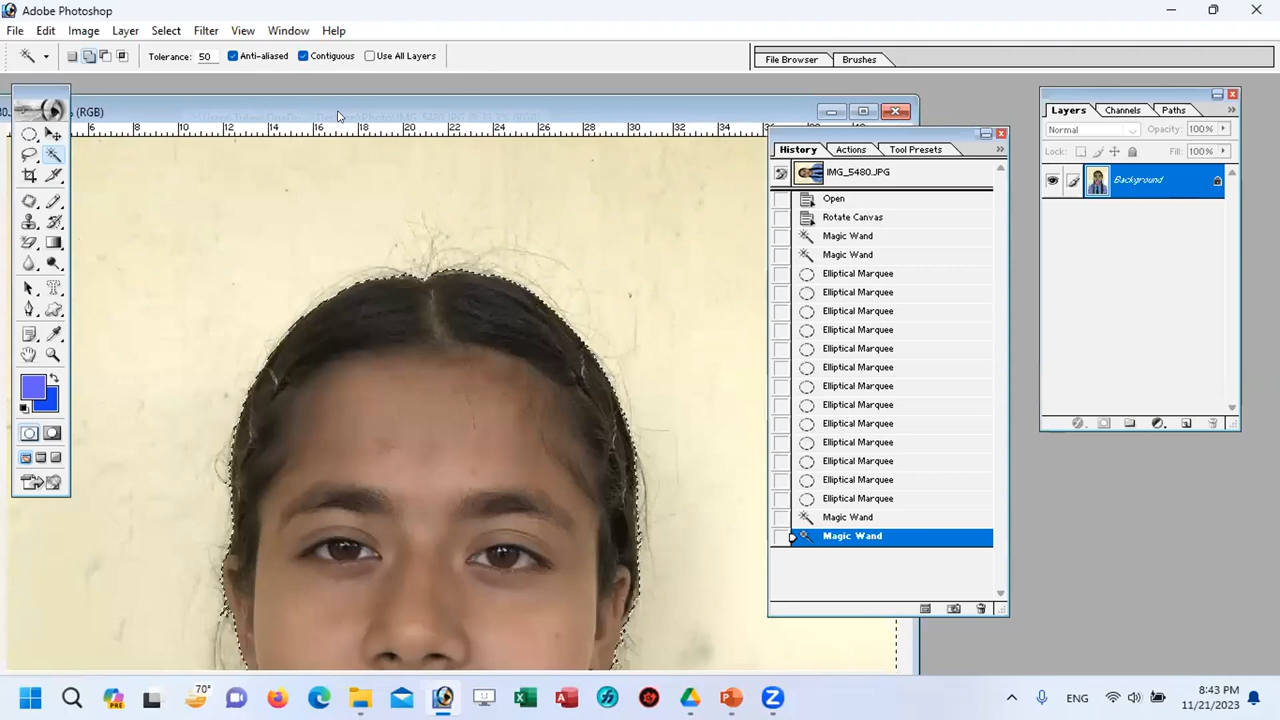 Adobe Photoshop
File Edit Image Layer Select Filter View Window Help
Tolerance: 50 Anti-aliased Contiguous Use All Layers File Browser Brushes
(RGB)
6 8 10 12 14 16 18 20 22 24 26 28 30 32 34
Layers Channels Paths
Normal Opacity: 100%
Lock: Fill: 100%
Background
History Actions Tool Presets
IMG_5480.JPG
Open
Rotate Canvas
Magic Wand
Magic Wand
Elliptical Marquee
Elliptical Marquee
Elliptical Marquee
Elliptical Marquee
Elliptical Marquee
Elliptical Marquee
Elliptical Marquee
Elliptical Marquee
Elliptical Marquee
Elliptical Marquee
Elliptical Marquee
Elliptical Marquee
Elliptical Marquee
Magic Wand
Magic Wand
PRE
70°
ENG
8:43 PM
11/21/2023